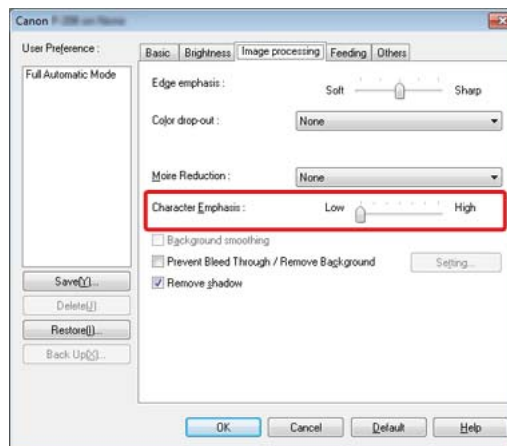 Canon
User Preference :
Full Automatic Mode
Save(Y)...
Delete(J)
Restore(I)...
Back Up(X)...
Basic Brightness Image processing Feeding Others
Edge emphasis : Soft Sharp
Color drop-out : None
Moire Reduction : None
Character Emphasis : Low High
Background smoothing
Prevent Bleed Through / Remove Background Setting...
Remove shadow
OK Cancel Default Help